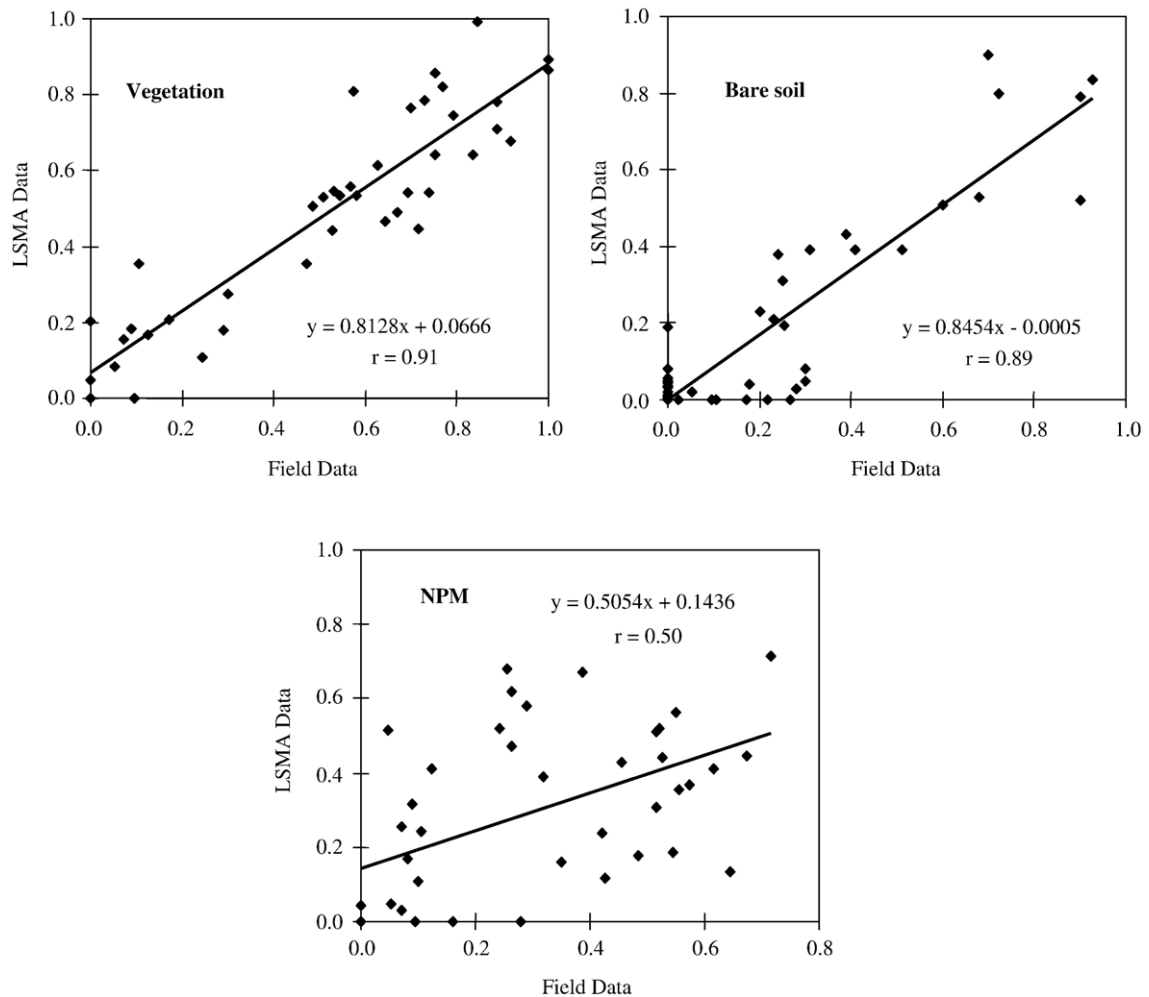 1.0
Vegetation
0.8
0.6
LSMA Data
0.4
0.2
y = 0.8128x + 0.0666
r = 0.91
0.0
0.0 0.2 0.4 0.6 0.8 1.0
Field Data
1.0
Bare soil
0.8
0.6
LSMA Data
0.4
0.2
y = 0.8454x - 0.0005
r = 0.89
0.0
0.0 0.2 0.4 0.6 0.8 1.0
Field Data
1.0
NPM
y = 0.5054x + 0.1436
r = 0.50
0.8
0.6
LSMA Data
0.4
0.2
0.0
0.0 0.2 0.4 0.6 0.8
Field Data